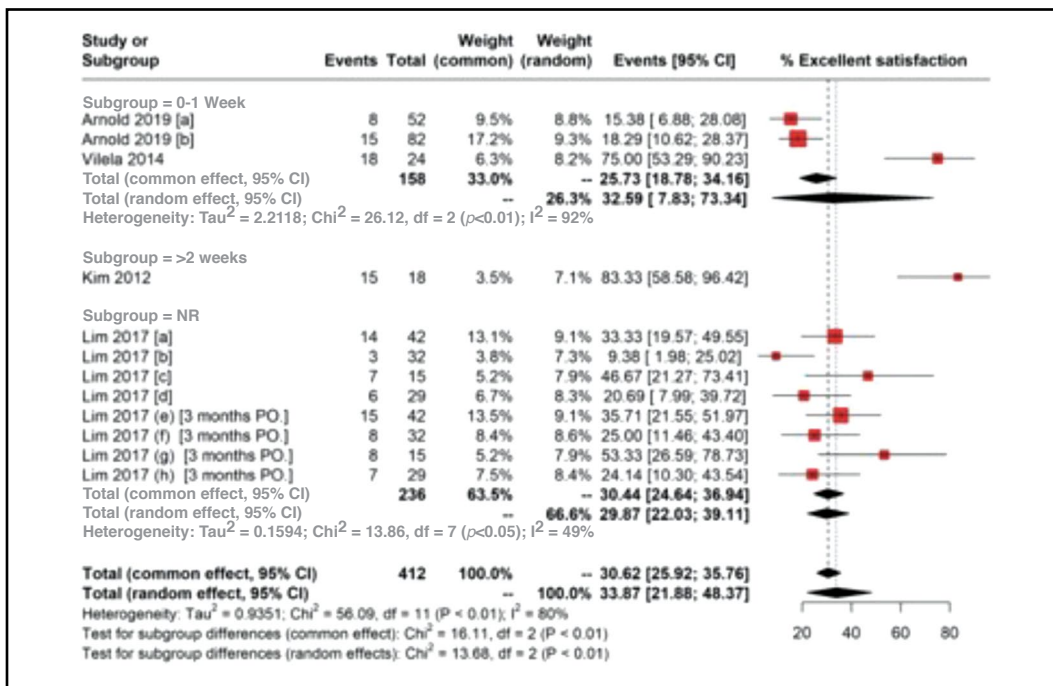 Study or Weight Weight
Subgroup Events Total (common) (random) Events [95% CI] % Excellent satisfaction
Subgroup = 0-1 Week
Arnold 2019 [a] 8 52 9.5% 8.8% 15.38 [ 6.88; 28.08]
Arnold 2019 [b] 15 82 17.2% 9.3% 18.29 [10.62; 28.37]
Vilela 2014 18 24 6.3% 8.2% 75.00 [53.29; 90.23]
Total (common effect, 95% CI) 158 33.0% -- 25.73 [18.78; 34.16]
Total (random effect, 95% CI) -- 26.3% 32.59 [ 7.83; 73.34]
Heterogeneity: Tau² = 2.2118; Chi² = 26.12, df = 2 (p<0.01); I² = 92%
Subgroup = >2 weeks
Kim 2012 15 18 3.5% 7.1% 83.33 [58.58; 96.42]
Subgroup = NR
Lim 2017 [a] 14 42 13.1% 9.1% 33.33 [19.57; 49.55]
Lim 2017 [b] 3 32 3.8% 7.3% 9.38 [ 1.98; 25.02]
Lim 2017 [c] 7 15 5.2% 7.9% 46.67 [21.27; 73.41]
Lim 2017 [d] 6 29 6.7% 8.3% 20.69 [ 7.99; 39.72]
Lim 2017 (e) [3 months PO.] 15 42 13.5% 9.1% 35.71 [21.55; 51.97]
Lim 2017 (f) [3 months PO.] 8 32 8.4% 8.6% 25.00 [11.46; 43.40]
Lim 2017 (g) [3 months PO.] 8 15 5.2% 7.9% 53.33 [26.59; 78.73]
Lim 2017 (h) [3 months PO.] 7 29 7.5% 8.4% 24.14 [10.30; 43.54]
Total (common effect, 95% CI) 236 63.5% -- 30.44 [24.64; 36.94]
Total (random effect, 95% CI) -- 66.6% 29.87 [22.03; 39.11]
Heterogeneity: Tau² = 0.1594; Chi² = 13.86, df = 7 (p<0.05); I² = 49%
Total (common effect, 95% CI) 412 100.0% -- 30.62 [25.92; 35.76]
Total (random effect, 95% CI) -- 100.0% 33.87 [21.88; 48.37]
Heterogeneity: Tau² = 0.9351; Chi² = 56.09, df = 11 (P < 0.01); I² = 80%
Test for subgroup differences (common effect): Chi² = 16.11, df = 2 (P < 0.01)
Test for subgroup differences (random effects): Chi² = 13.68, df = 2 (P < 0.01)
20 40 60 80